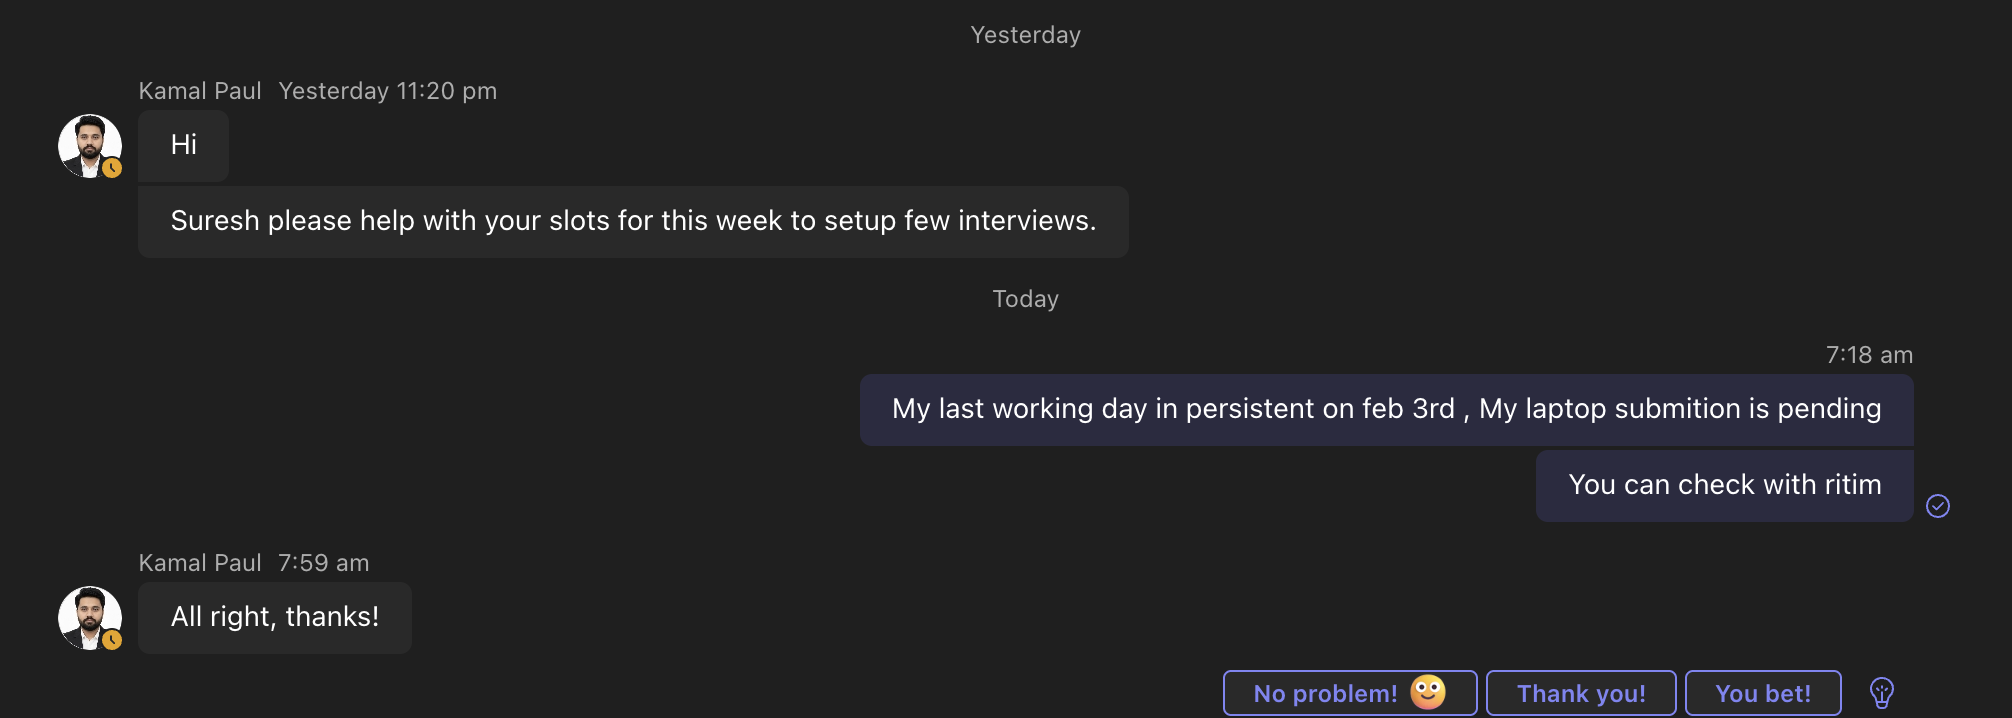 Yesterday
Kamal Paul Yesterday 11:20 pm
Hi
Suresh please help with your slots for this week to setup few interviews.
Today
7:18 am
My last working day in persistent on feb 3rd , My laptop submition is pending
You can check with ritim
Kamal Paul 7:59 am
All right, thanks!
No problem! Thank you! You bet!